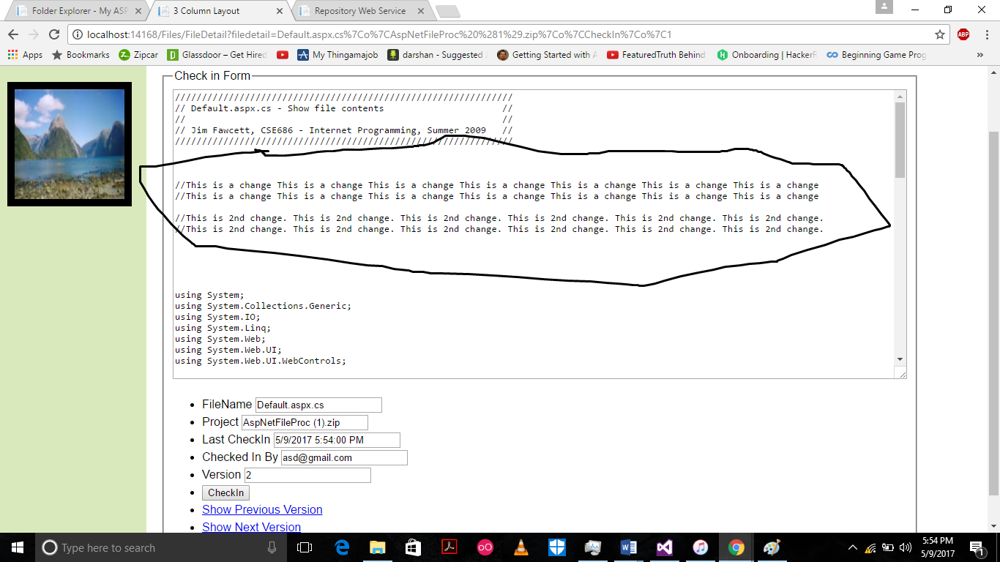 Folder Explorer - My ASP
3 Column Layout
Repository Web Service
localhost:14168/Files/FileDetail?filedetail=Default.aspx.cs%7Co%7CAspNetFileProc%20%281%29.zip%7Co%7CCheckIn%7Co%7C1
ABP
Apps Bookmarks Zipcar Glassdoor – Get Hired My Thingamajob darshan - Suggested Getting Started with A FeaturedTruth Behind Onboarding | HackerR Beginning Game Prog »
Check in Form
///////////////////////////////////////////////////////////////
// Default.aspx.cs - Show file contents                      //
//                                                           //
// Jim Fawcett, CSE686 - Internet Programming, Summer 2009   //
///////////////////////////////////////////////////////////////
//This is a change This is a change This is a change This is a change This is a change This is a change This is a change
//This is a change This is a change This is a change This is a change This is a change This is a change This is a change
//This is 2nd change. This is 2nd change. This is 2nd change. This is 2nd change. This is 2nd change. This is 2nd change.
//This is 2nd change. This is 2nd change. This is 2nd change. This is 2nd change. This is 2nd change. This is 2nd change.
using System;
using System.Collections.Generic;
using System.IO;
using System.Linq;
using System.Web;
using System.Web.UI;
using System.Web.UI.WebControls;
• FileName Default.aspx.cs
• Project AspNetFileProc (1).zip
• Last CheckIn 5/9/2017 5:54:00 PM
• Checked In By asd@gmail.com
• Version 2
• CheckIn
• Show Previous Version
• Show Next Version
Type here to search
5:54 PM
5/9/2017
1